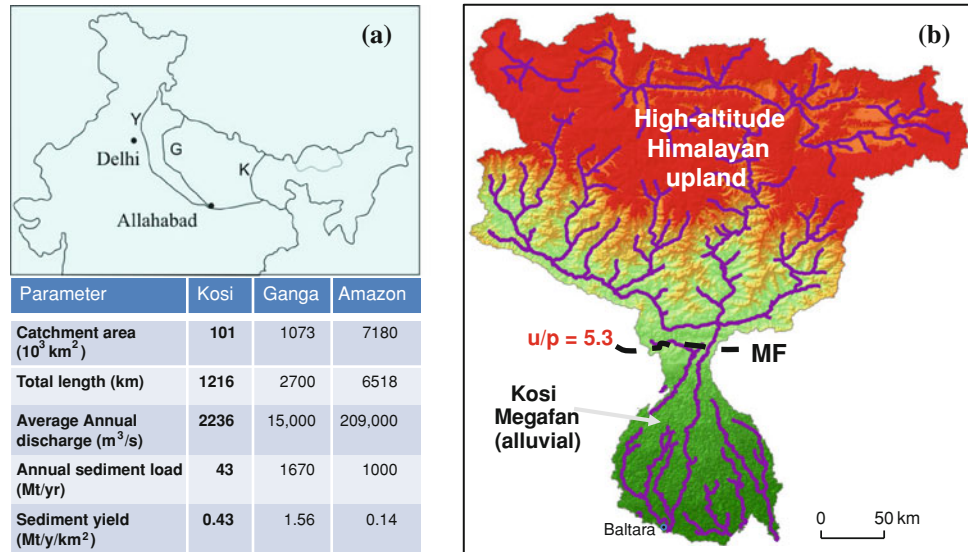 (a)
Y
Delhi
G
K
Allahabad
Parameter Kosi Ganga Amazon
Catchment area
(10³ km²) 101 1073 7180
Total length (km) 1216 2700 6518
Average Annual
discharge (m³/s) 2236 15,000 209,000
Annual sediment load
(Mt/yr) 43 1670 1000
Sediment yield
(Mt/y/km²) 0.43 1.56 0.14
(b)
High-altitude
Himalayan
upland
u/p = 5.3
MF
Kosi
Megafan
(alluvial)
Baltara
0 50 km